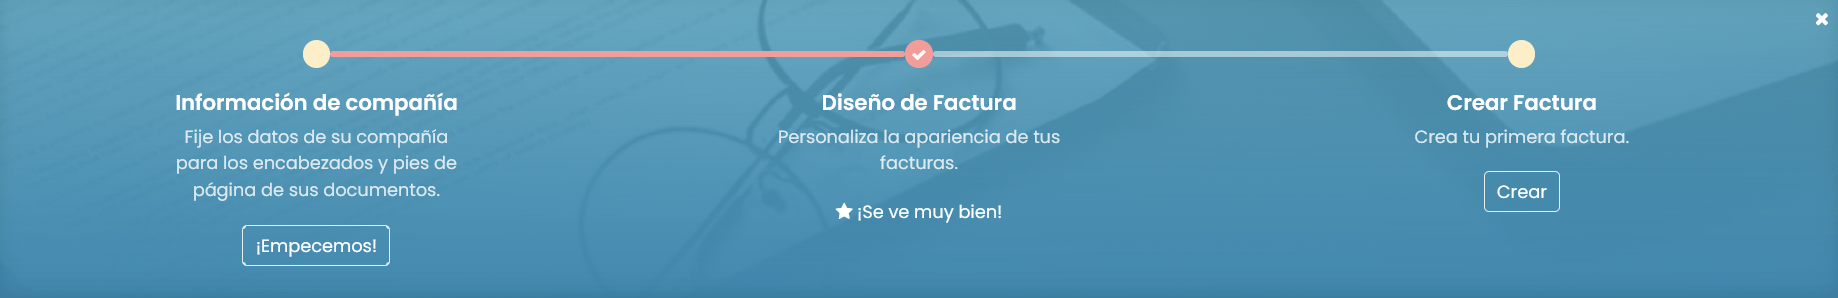 Información de compañía
Fije los datos de su compañía
para los encabezados y pies de
página de sus documentos.
¡Empecemos!
Diseño de Factura
Personaliza la apariencia de tus
facturas.
¡Se ve muy bien!
Crear Factura
Crea tu primera factura.
Crear